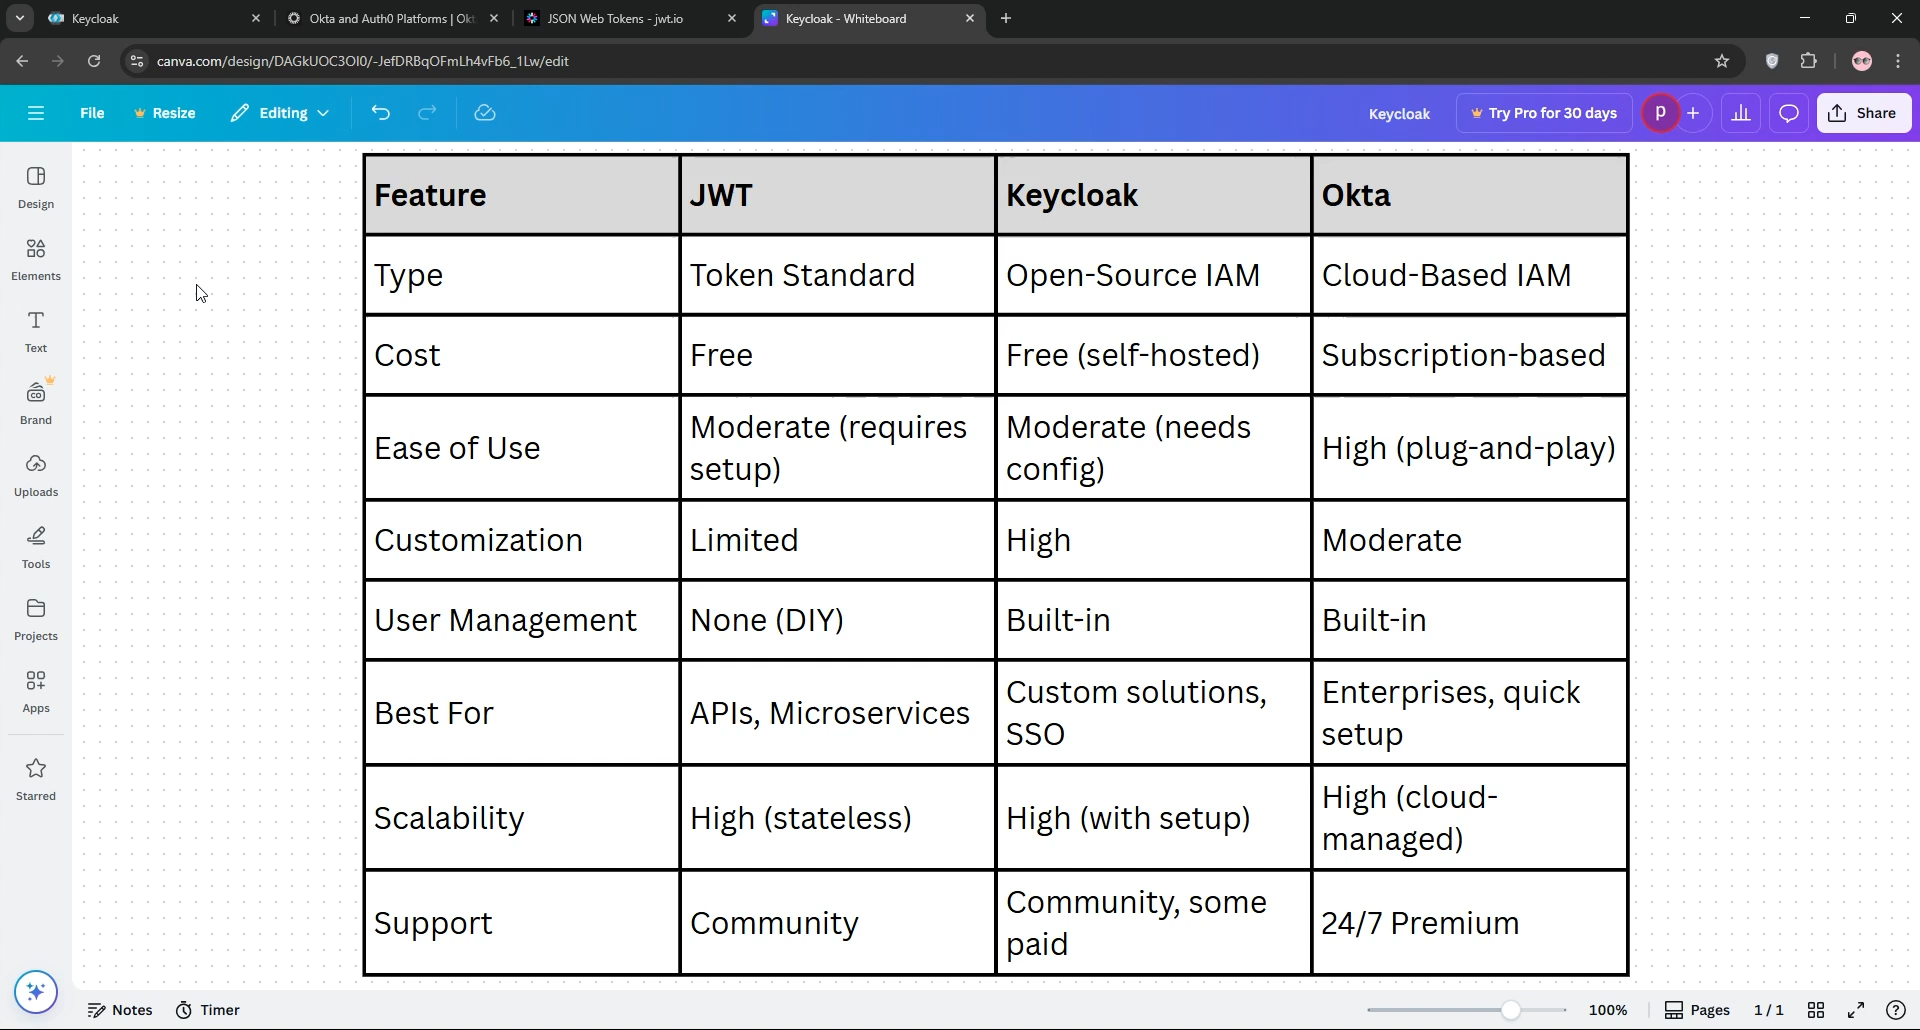 Keycloak
Okta and Auth0 Platforms | Okt
JSON Web Tokens - jwt.io
Keycloak - Whiteboard
canva.com/design/DAGkUOC3OI0/-JefDRBqOFmLh4vFb6_1Lw/edit
File
Resize
Editing
Keycloak
Try Pro for 30 days
P
Share
Design
Elements
Text
Brand
Uploads
Tools
Projects
Apps
Starred
Feature JWT Keycloak Okta
Type Token Standard Open-Source IAM Cloud-Based IAM
Cost Free Free (self-hosted) Subscription-based
Ease of Use Moderate (requires setup) Moderate (needs config) High (plug-and-play)
Customization Limited High Moderate
User Management None (DIY) Built-in Built-in
Best For APIs, Microservices Custom solutions, SSO Enterprises, quick setup
Scalability High (stateless) High (with setup) High (cloud-managed)
Support Community Community, some paid 24/7 Premium
Notes
Timer
100%
Pages
1 / 1